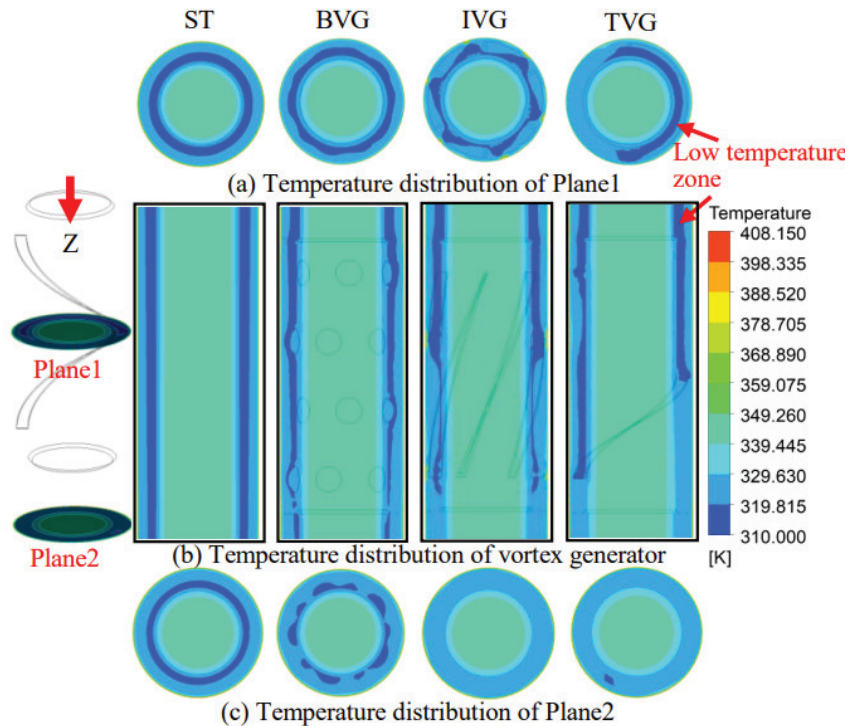 ST BVG IVG TVG
Low temperature
zone
(a) Temperature distribution of Plane1
Z
Plane1
Plane2
Temperature
408.150
398.335
388.520
378.705
368.890
359.075
349.260
339.445
329.630
319.815
310.000
[K]
(b) Temperature distribution of vortex generator
(c) Temperature distribution of Plane2